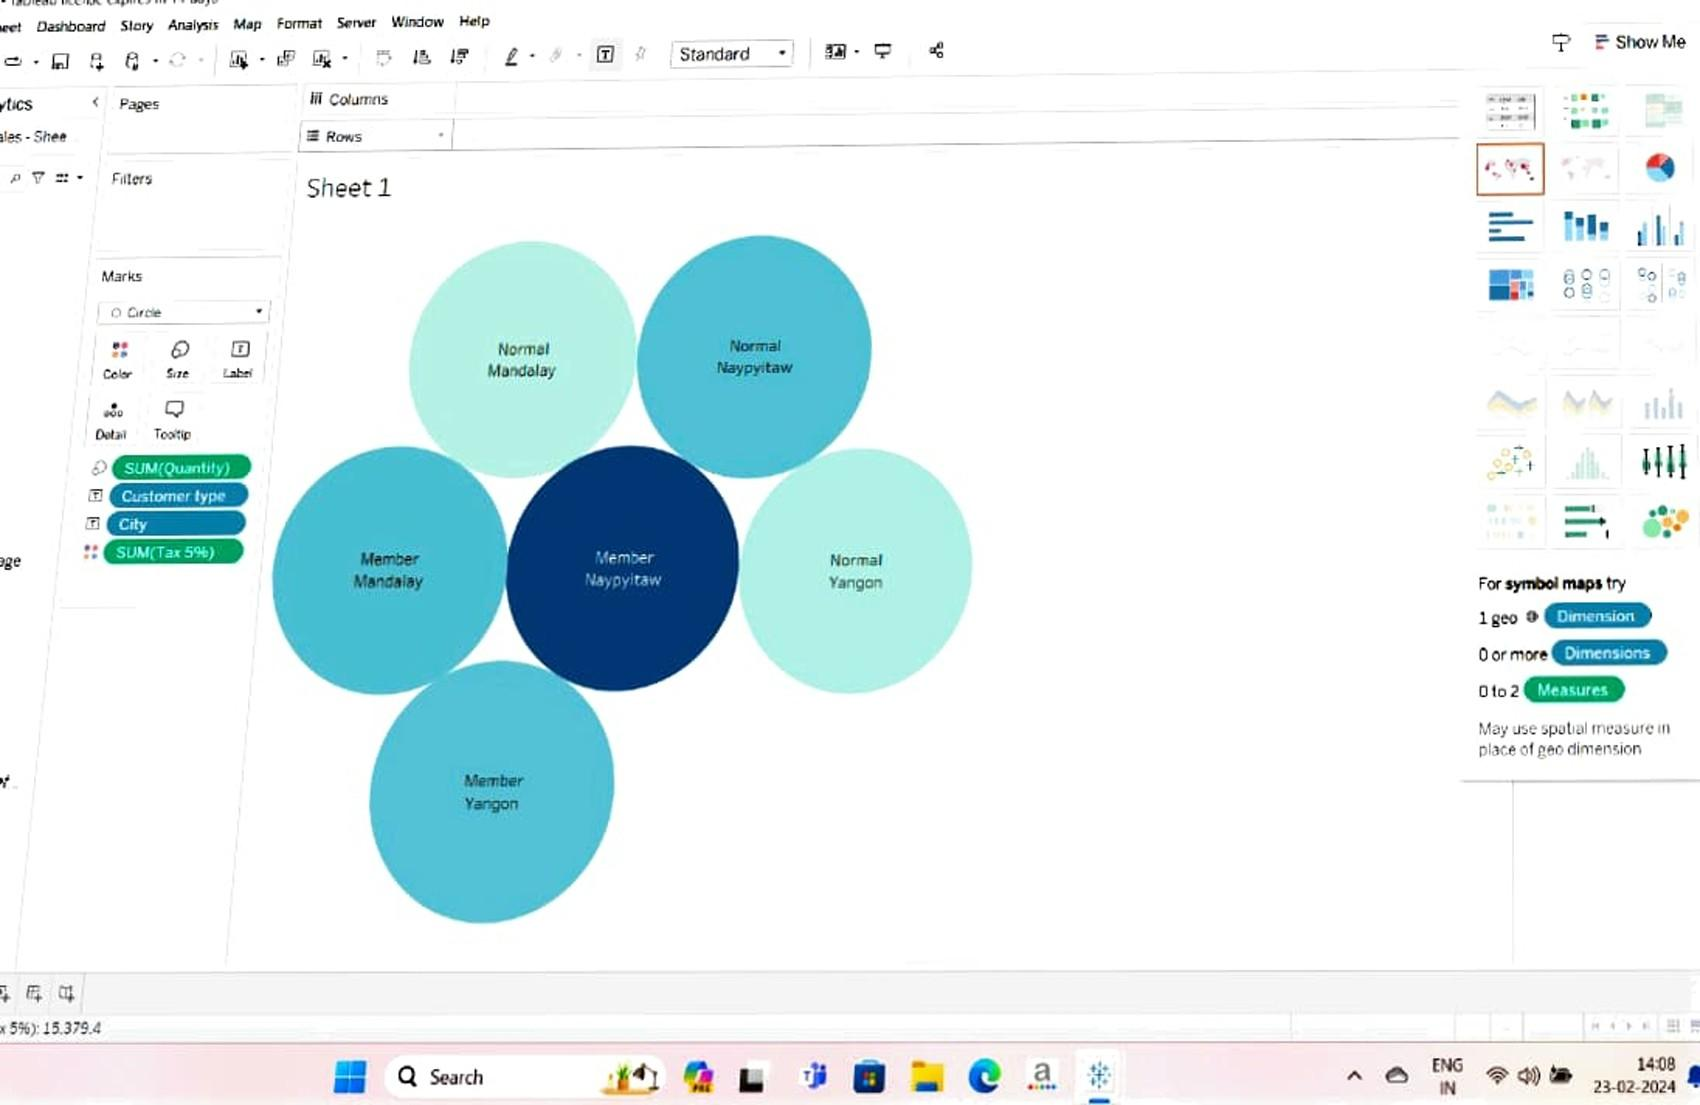 Dashboard Story Analysis Map Format Server Window Help
Standard
Show Me
Pages
Columns
Rows
Filters
Sheet 1
Marks
Circle
Color Size Label
Detail Tooltip
SUM(Quantity)
Customer type
City
SUM(Tax 5%)
Normal
Mandalay
Normal
Naypyitaw
Member
Mandalay
Member
Naypyitaw
Normal
Yangon
Member
Yangon
For symbol maps try
1 geo Dimension
0 or more Dimensions
0 to 2 Measures
May use spatial measure in
place of geo dimension
x 5%): 15,379.4
Search
ENG
IN
14:08
23-02-2024